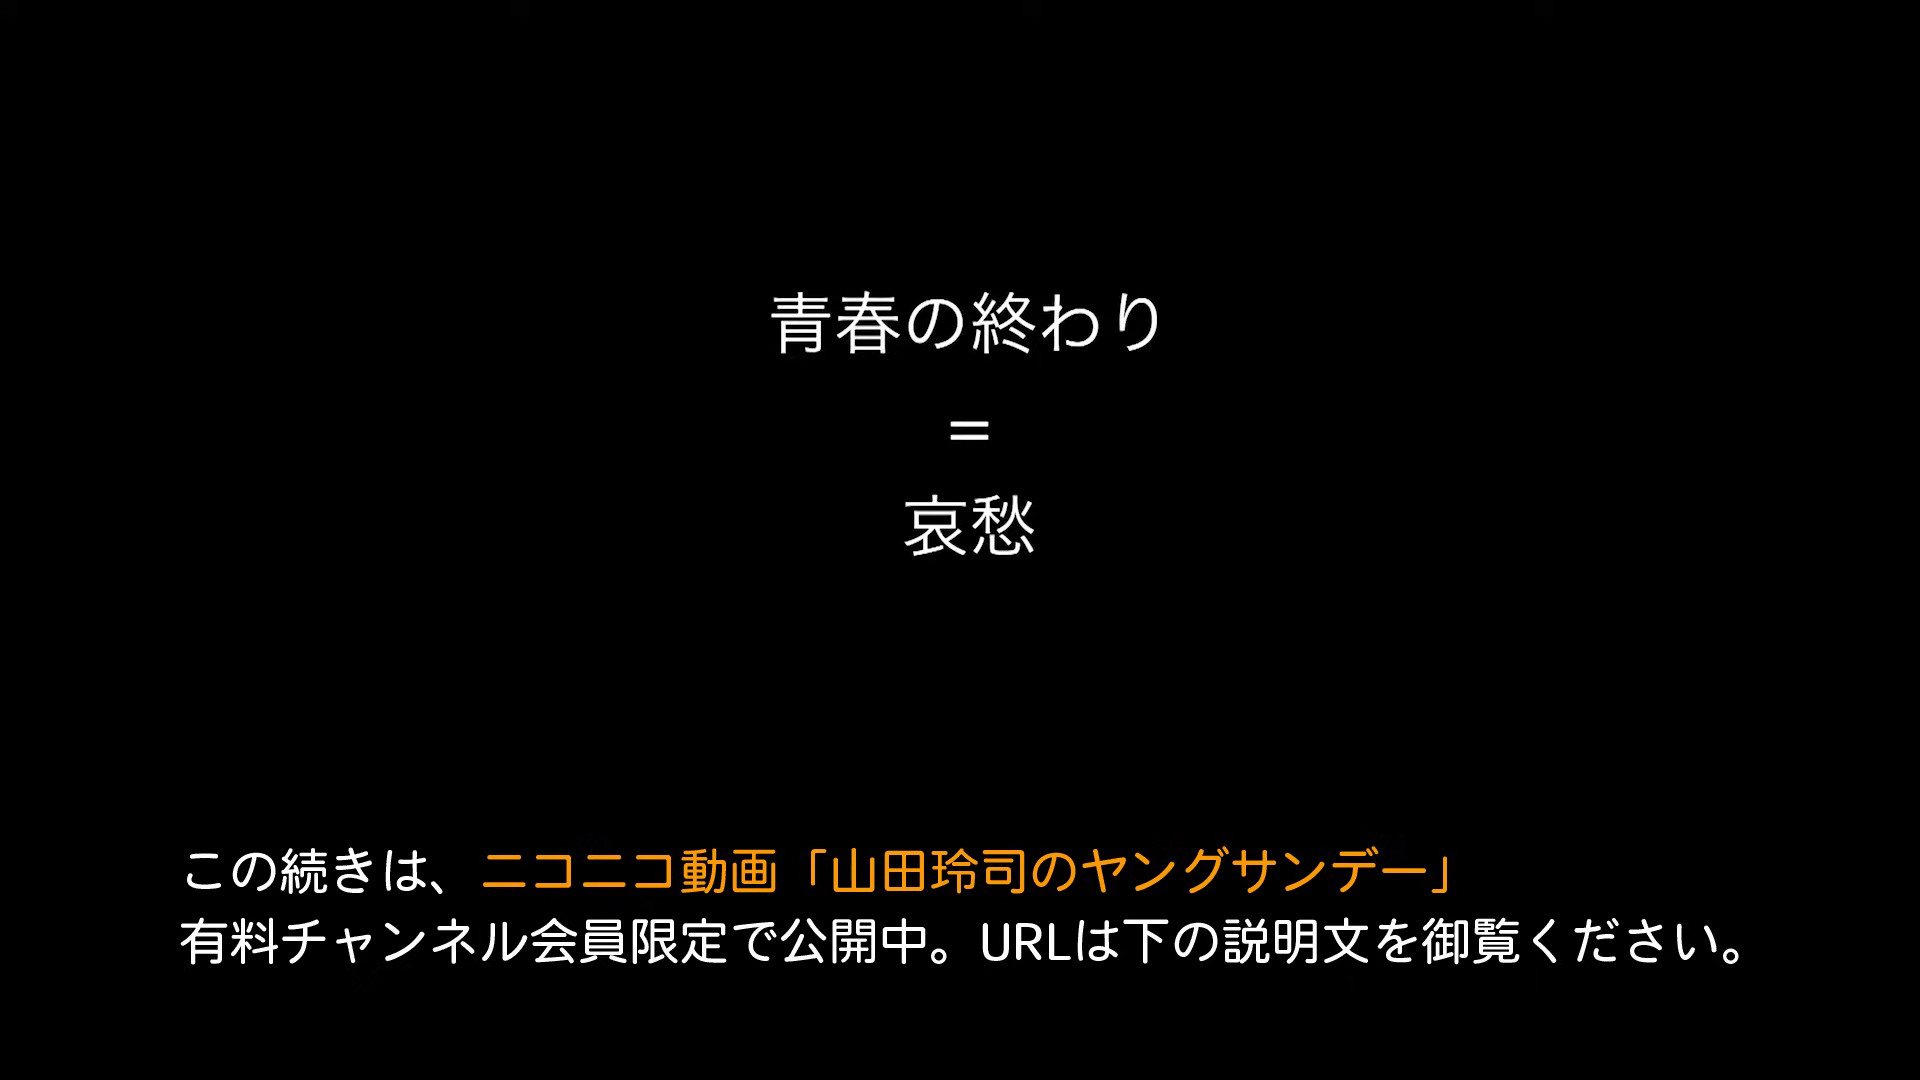 青春の終わり
=
哀愁
この続きは、ニコニコ動画「山田玲司のヤングサンデー」
有料チャンネル会員限定で公開中。URLは下の説明文を御覧ください。